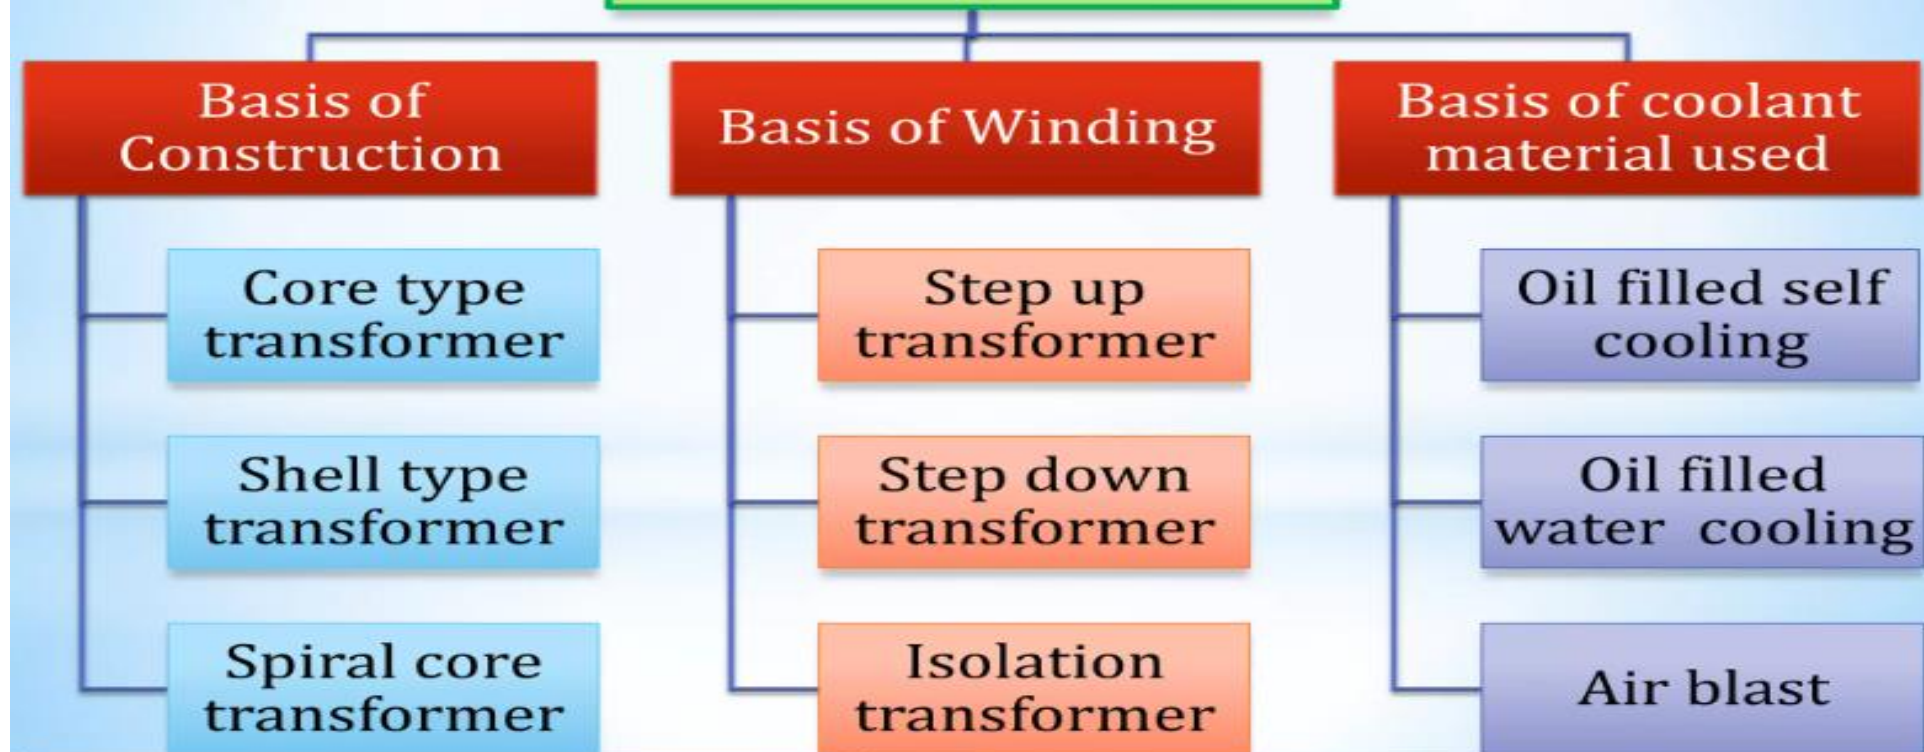 Basis of
Construction
Core type
transformer
Shell type
transformer
Spiral core
transformer
Basis of Winding
Step up
transformer
Step down
transformer
Isolation
transformer
Basis of coolant
material used
Oil filled self
cooling
Oil filled
water cooling
Air blast